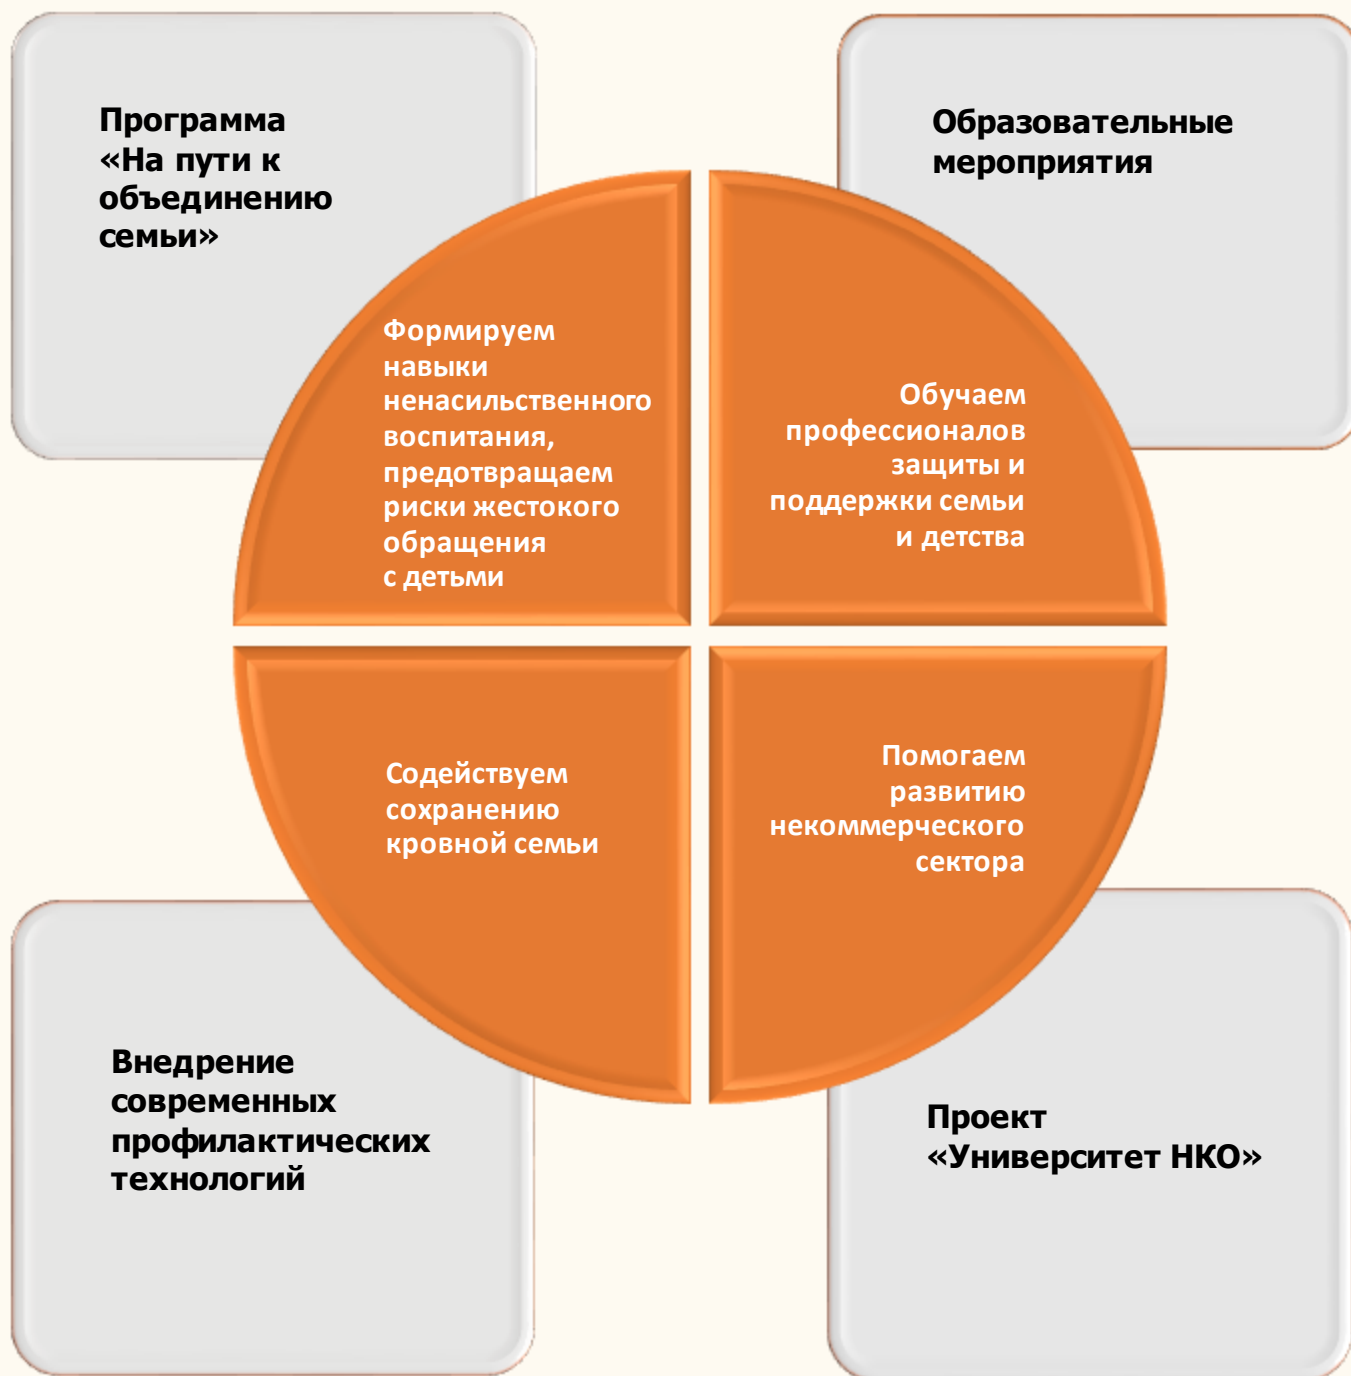 Программа
«На пути к
объединению
семьи»
Образовательные
мероприятия
Формируем
навыки
ненасильственного
воспитания,
предотвращаем
риски жестокого
обращения
с детьми
Обучаем
профессионалов
защиты и
поддержки семьи
и детства
Содействуем
сохранению
кровной семьи
Помогаем
развитию
некоммерческого
сектора
Внедрение
современных
профилактических
технологий
Проект
«Университет НКО»